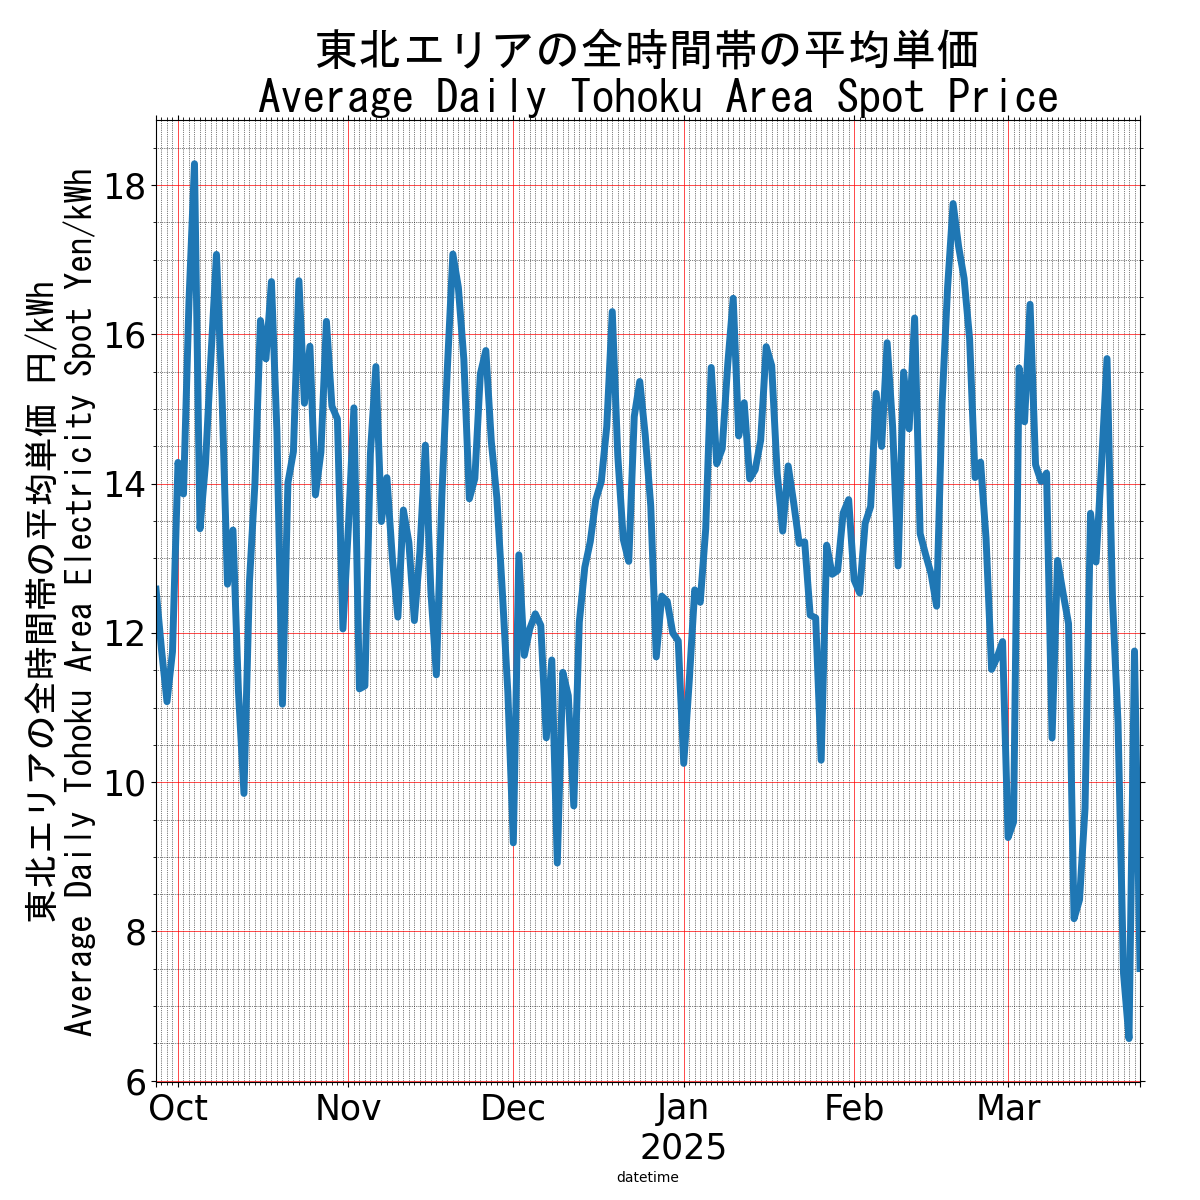 東北エリアの全時間帯の平均単価
Average Daily Tohoku Area Spot Price
東北エリアの全時間帯の平均単価 円/kWh
Average Daily Tohoku Area Electricity Spot Yen/kWh
18
16
14
12
10
8
6
Oct Nov Dec Jan Feb Mar
2025
datetime